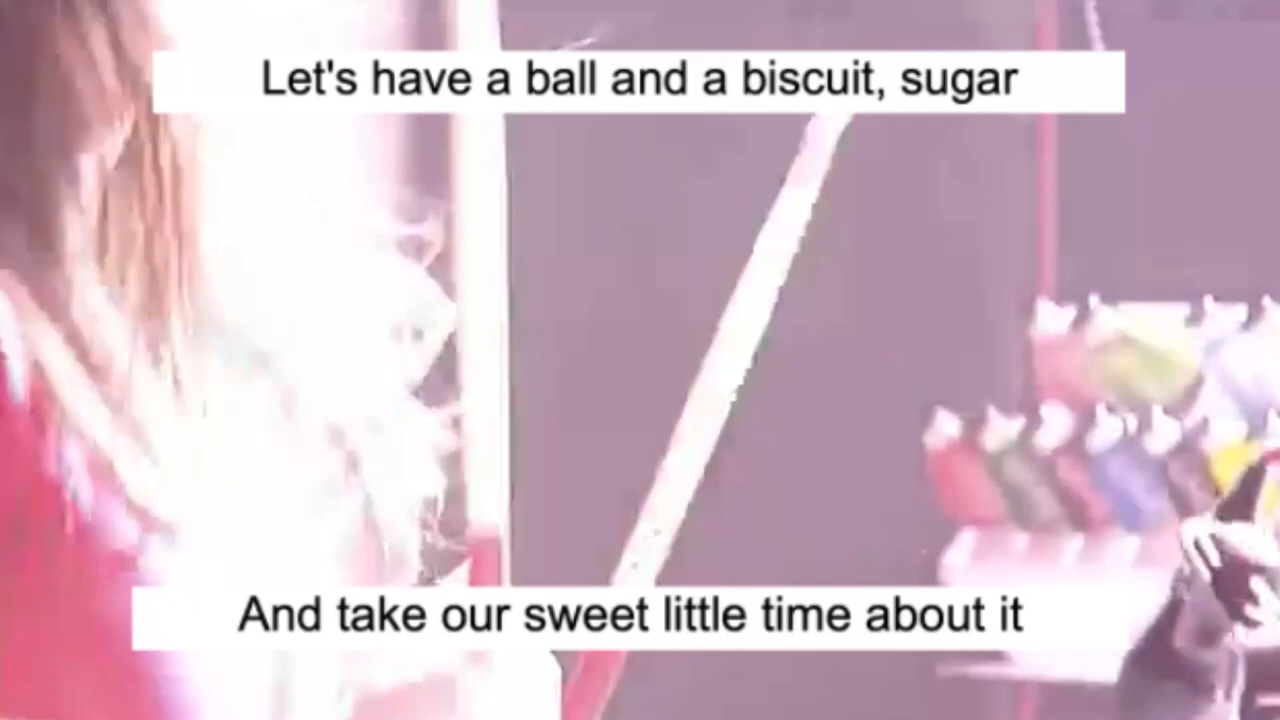 Let's have a ball and a biscuit, sugar
And take our sweet little time about it